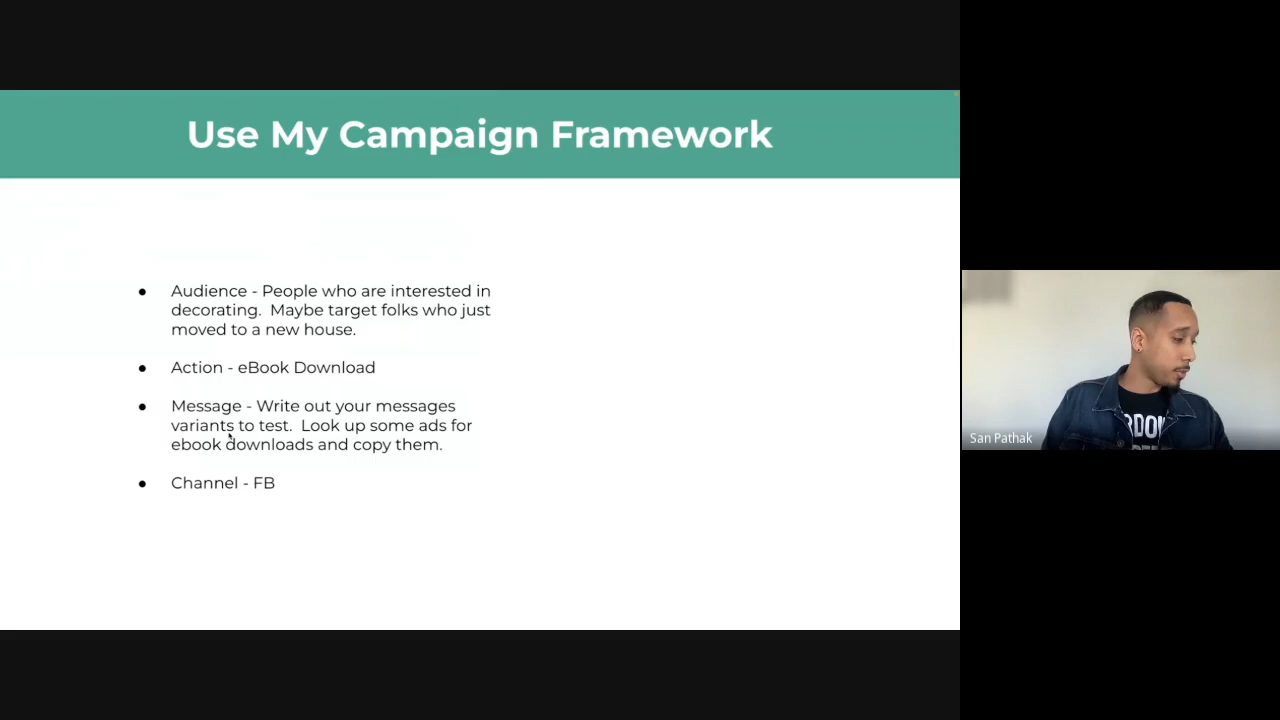 Use My Campaign Framework
● Audience - People who are interested in
decorating. Maybe target folks who just
moved to a new house.
● Action - eBook Download
● Message - Write out your messages
variants to test. Look up some ads for
ebook downloads and copy them.
● Channel - FB
San Pathak